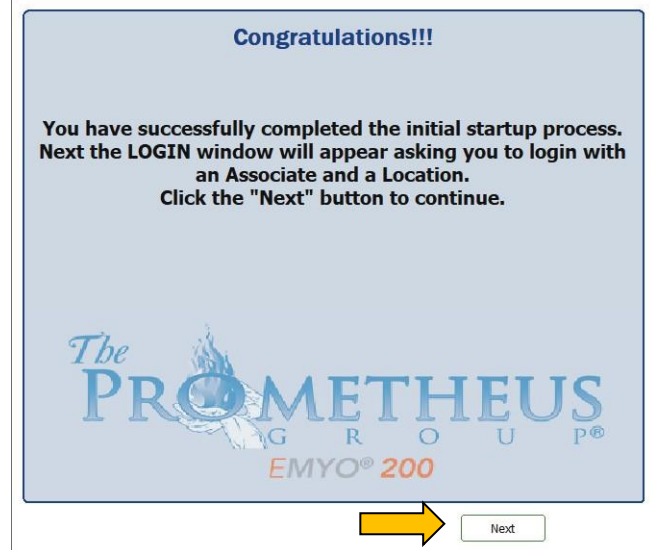 Congratulations!!!
You have successfully completed the initial startup process.
Next the LOGIN window will appear asking you to login with
an Associate and a Location.
Click the "Next" button to continue.
The
PROMETHEUS
GROUP®
EMYO® 200
Next